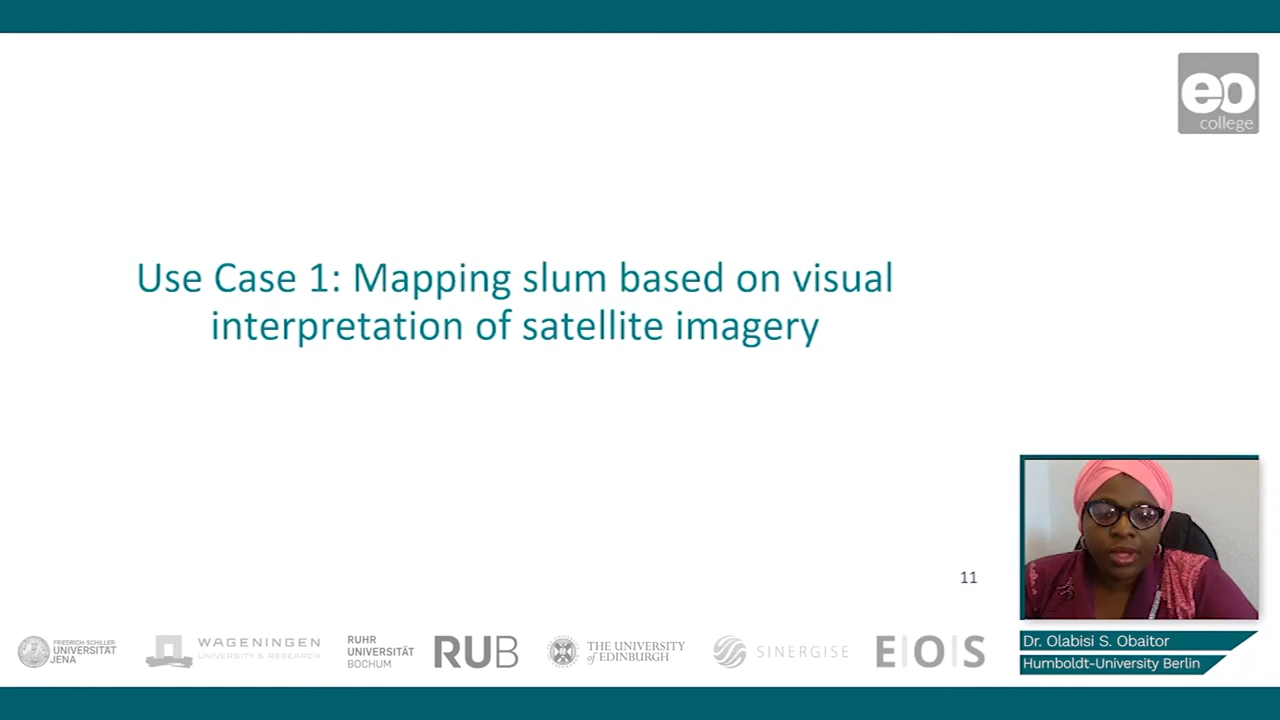 eo
college
Use Case 1: Mapping slum based on visual
interpretation of satellite imagery
11
FRIEDRICH-SCHILLER-
UNIVERSITÄT
JENA
WAGENINGEN
UNIVERSITY & RESEARCH
RUHR
UNIVERSITÄT
BOCHUM
RUB
THE UNIVERSITY
of EDINBURGH
SINERGISE
E|O|S
Dr. Olabisi S. Obaitor
Humboldt-University Berlin